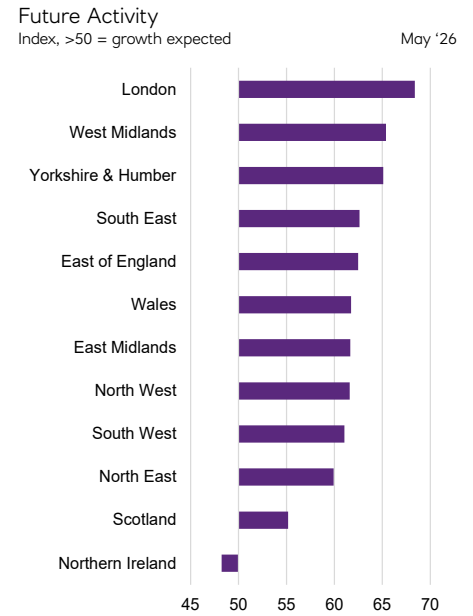 Future Activity
Index, >50 = growth expected May ‘26
London
West Midlands
Yorkshire & Humber
South East
East of England
Wales
East Midlands
North West
South West
North East
Scotland
Northern Ireland
45 50 55 60 65 70